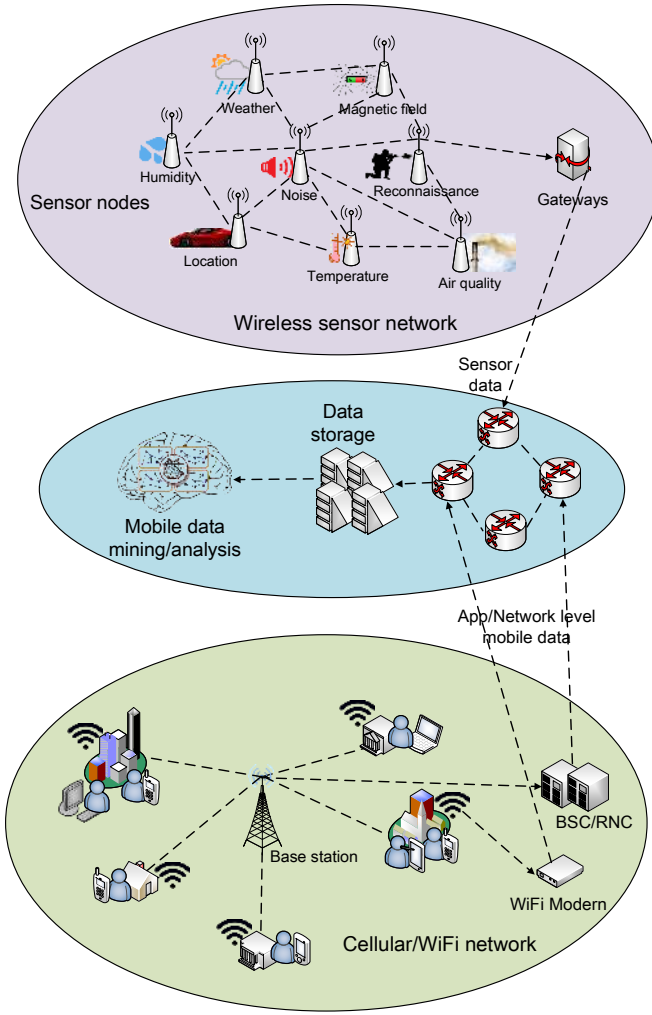 Weather
Magnetic field
Humidity
Noise
Reconnaissance
Gateways
Sensor nodes
Location
Temperature
Air quality
Wireless sensor network
Sensor
data
Data
storage
Mobile data
mining/analysis
App/Network level
mobile data
BSC/RNC
Base station
WiFi Modern
Cellular/WiFi network